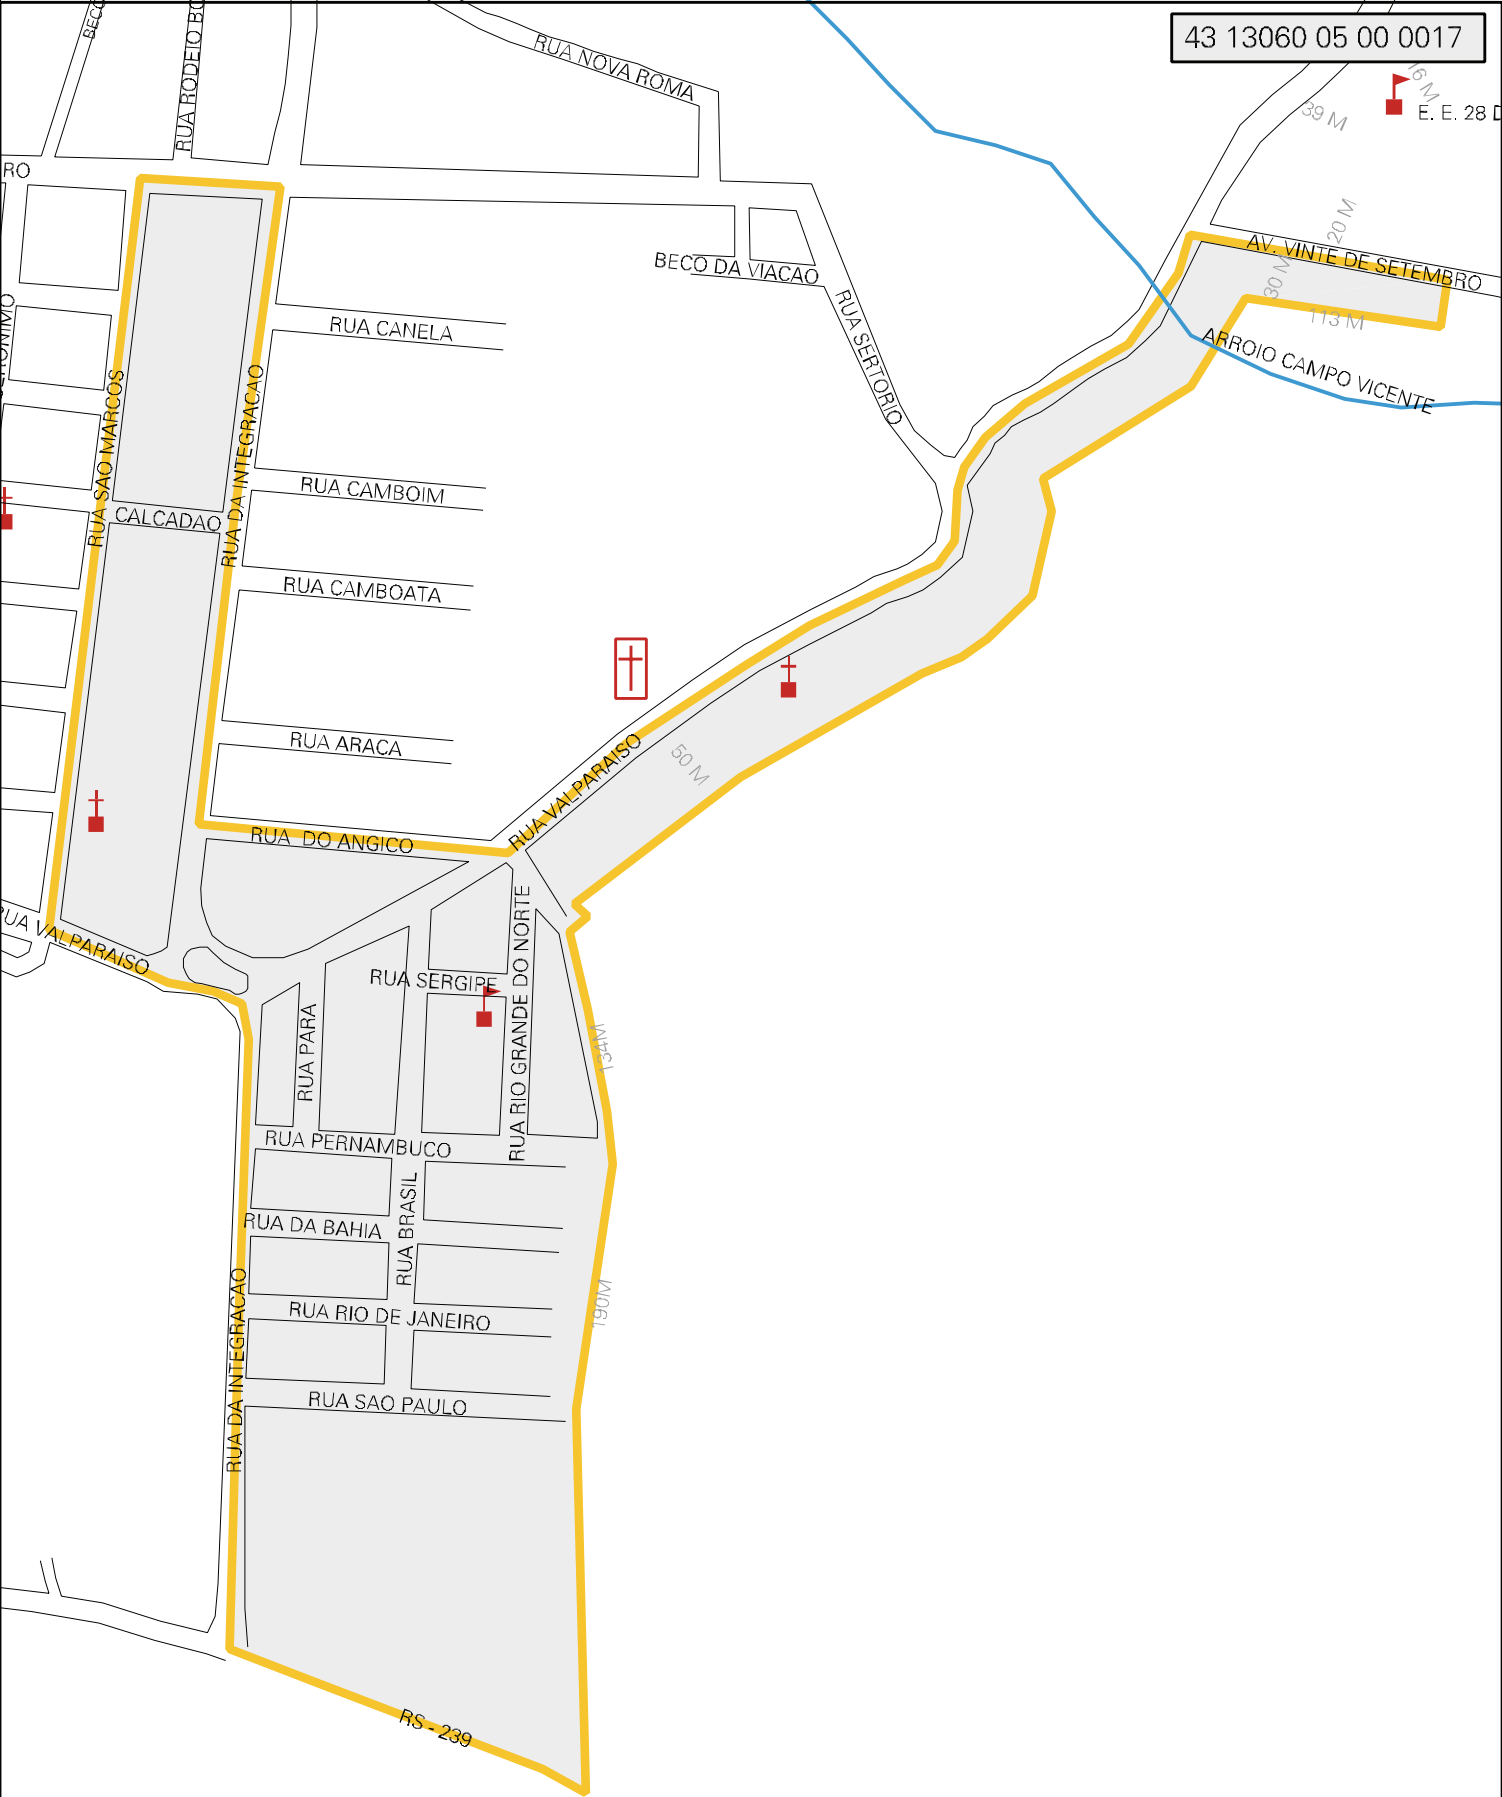 43 13060 05 00 0017
BECO
RUA RODEIO BO
RUA NOVA ROMA
16 M
39 M
E. E. 28 D
RO
20 M
AV. VINTE DE SETEMBRO
BECO DA VIACAO
30 M
113 M
RUA SERTORIO
RUA CANELA
ARROIO CAMPO VICENTE
RUA SAO MARCOS
RUA DA INTEGRACAO
RUA CAMBOIM
CALCADAO
RUA CAMBOATA
RUA ARACA
RUA VALPARAISO
50 M
RUA DO ANGICO
RUA VALPARAISO
RUA SERGIPE
RUA RIO GRANDE DO NORTE
RUA PARA
134M
RUA PERNAMBUCO
RUA BRASIL
RUA DA BAHIA
190M
RUA RIO DE JANEIRO
RUA DA INTEGRACAO
RUA SAO PAULO
RS - 239